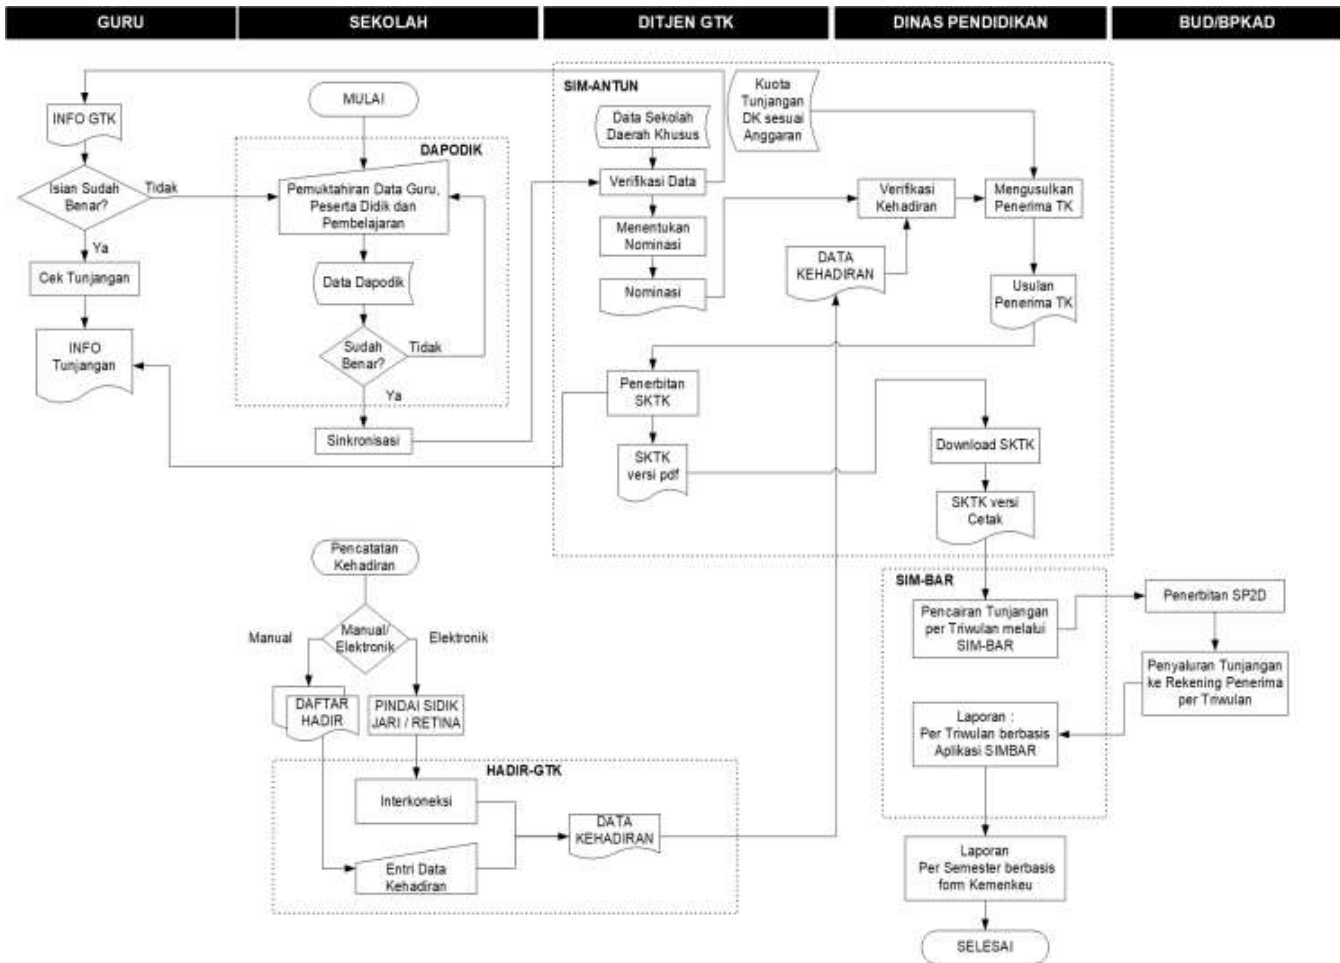 GURU
SEKOLAH
DITJEN GTK
DINAS PENDIDIKAN
BUD/BPKAD
INFO GTK
Isian Sudah
Benar?
Tidak
Ya
Cek Tunjangan
INFO
Tunjangan
MULAI
DAPODIK
Pemuktahiran Data Guru,
Peserta Didik dan
Pembelajaran
Data Dapodik
Sudah
Benar?
Tidak
Ya
Sinkronisasi
SIM-ANTUN
Data Sekolah
Daerah Khusus
Verifikasi Data
Menentukan
Nominasi
Nominasi
Kuota
Tunjangan
DK sesuai
Anggaran
Verifikasi
Kehadiran
Mengusulkan
Penerima TK
DATA
KEHADIRAN
Usulan
Penerima TK
Penerbitan
SKTK
SKTK
versi pdf
Download SKTK
SKTK versi
Cetak
Pencatatan
Kehadiran
Manual
Manual/
Elektronik
Elektronik
DAFTAR
HADIR
PINDAI SIDIK
JARI / RETINA
HADIR-GTK
Interkoneksi
Entri Data
Kehadiran
DATA
KEHADIRAN
SIM-BAR
Pencairan Tunjangan
per Triwulan melalui
SIM-BAR
Penerbitan SP2D
Penyaluran Tunjangan
ke Rekening Penerima
per Triwulan
Laporan :
Per Triwulan berbasis
Aplikasi SIMBAR
Laporan
Per Semester berbasis
form Kemenkeu
SELESAI